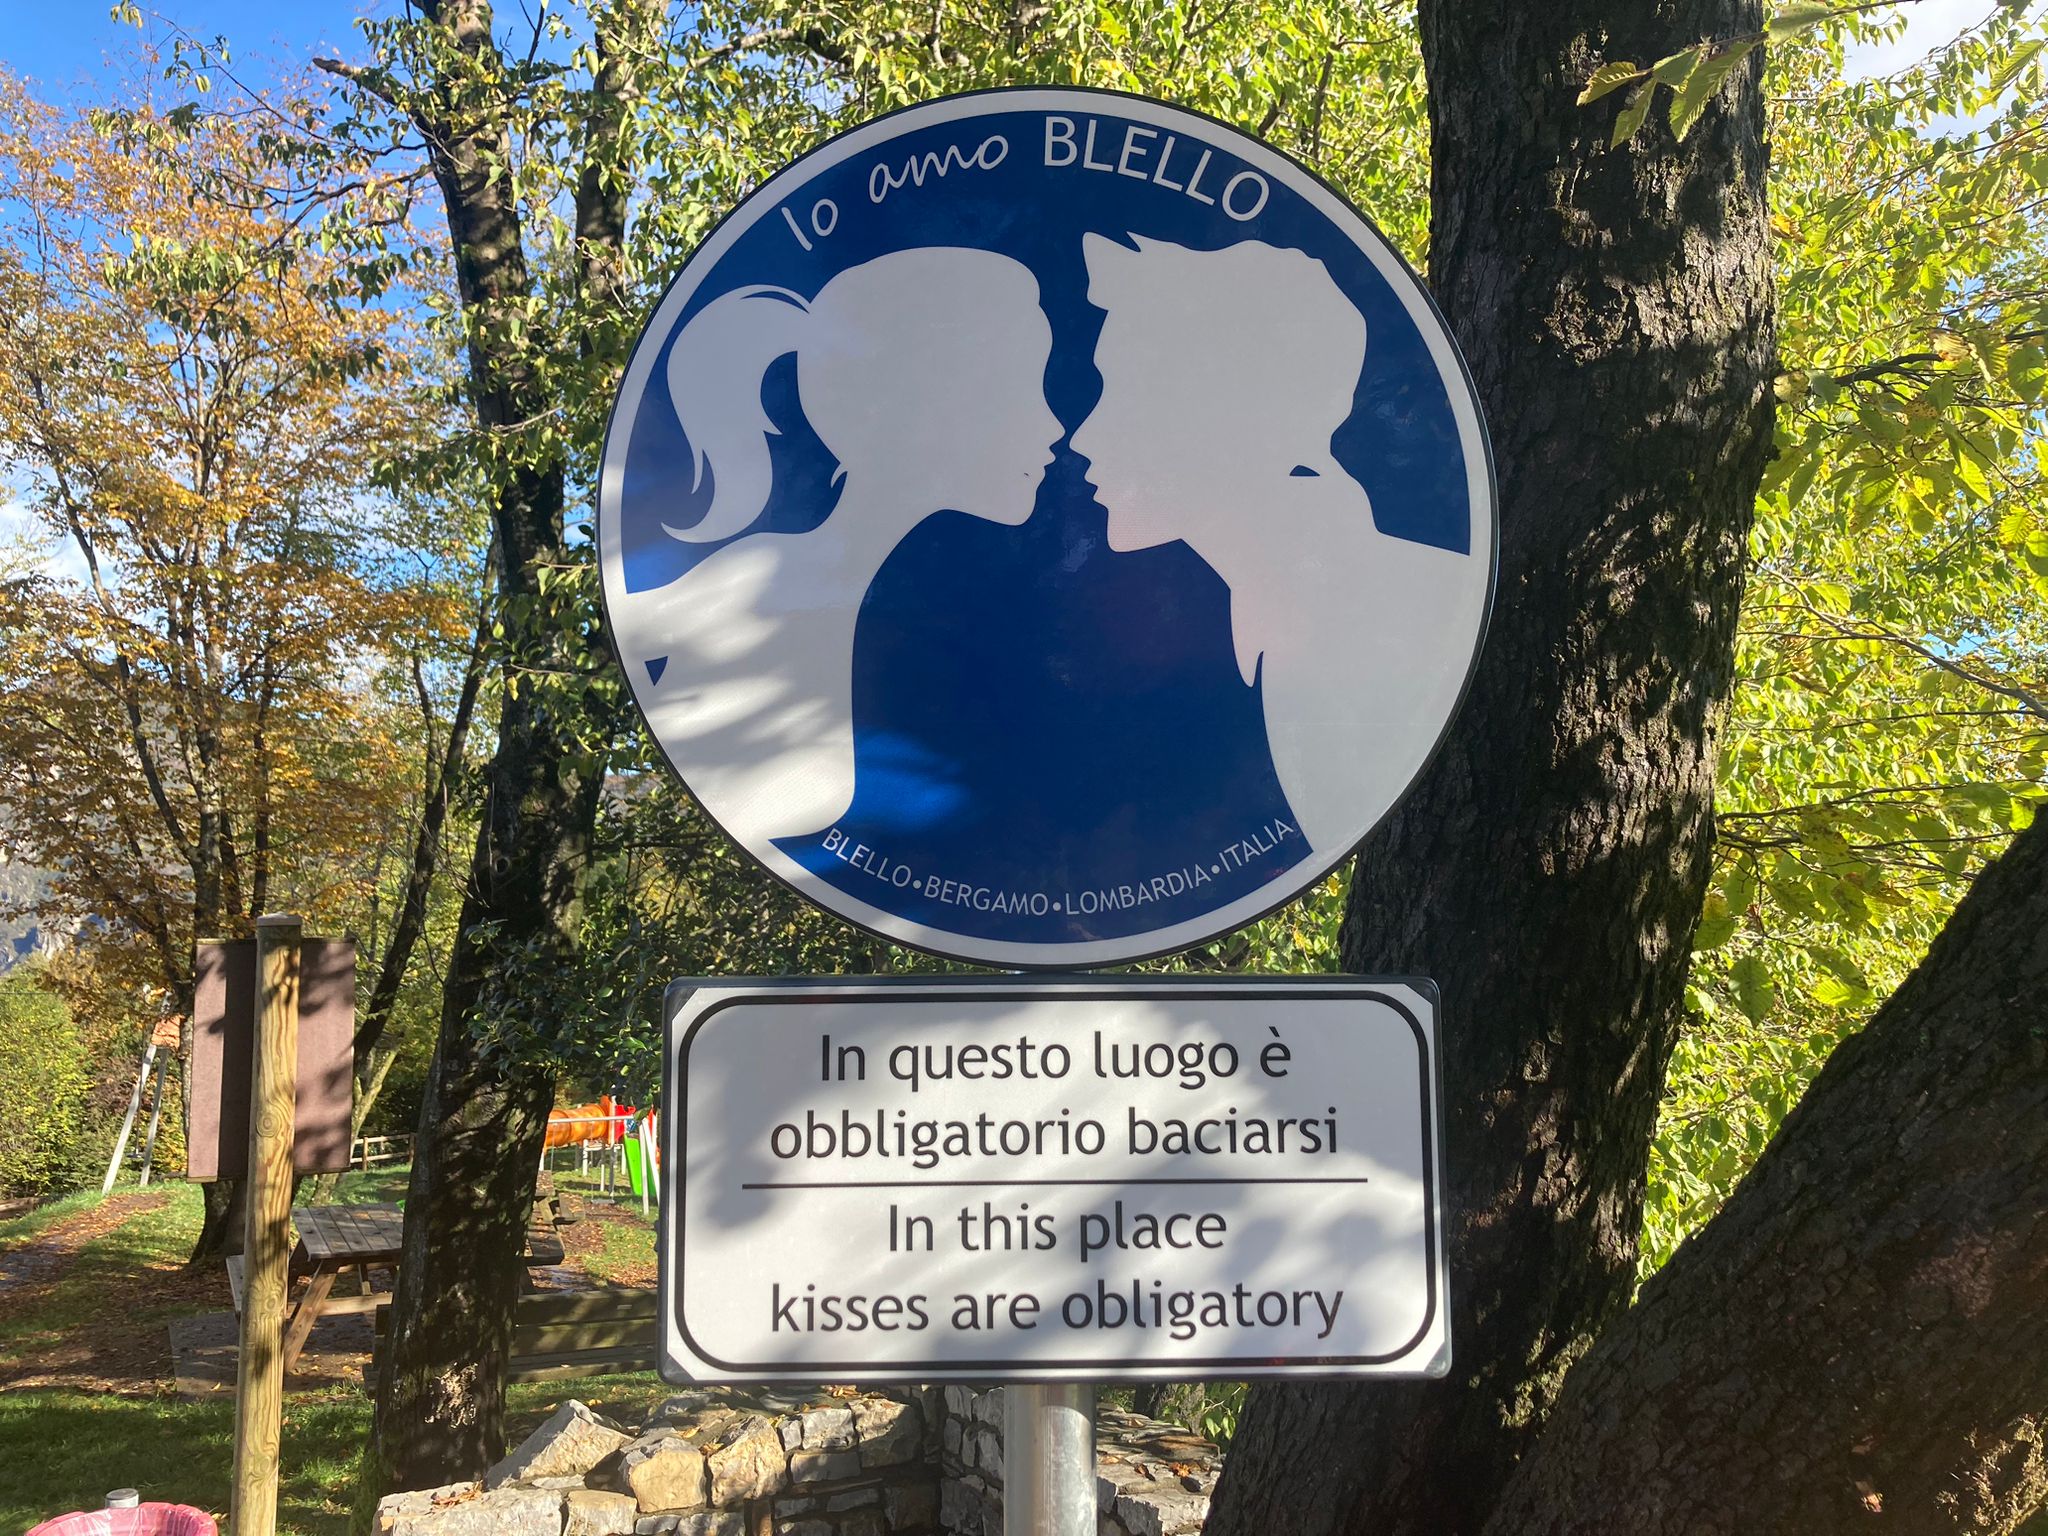 Io amo BLELLO
BLELLO•BERGAMO•LOMBARDIA•ITALIA
In questo luogo è
obbligatorio baciarsi
In this place
kisses are obligatory